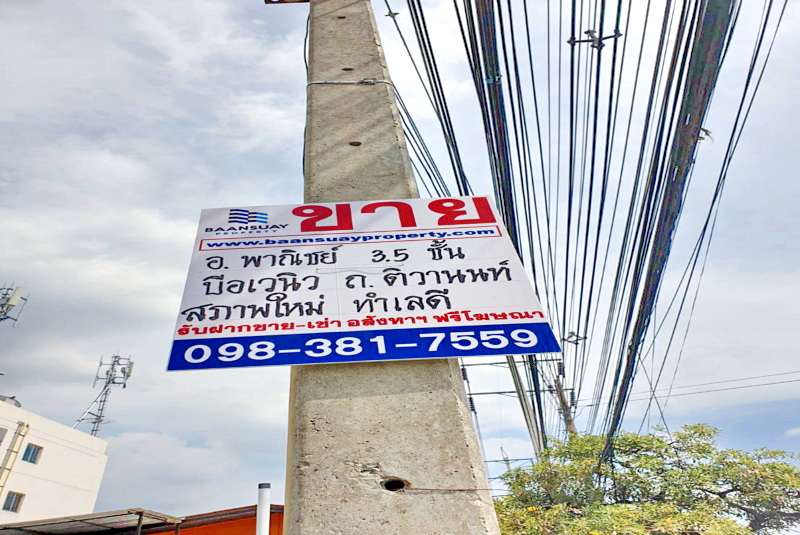 ขาย
BAANSUAY
PROPERTY
www.baansuayproperty.com
อ. พาณิชย์ 3.5 ชั้น
บีอเวนิว ถ. ติวานนท์
สภาพใหม่ ทำเลดี
รับฝากขาย-เช่า อสังหาฯ ฟรีโฆษณา
098-381-7559